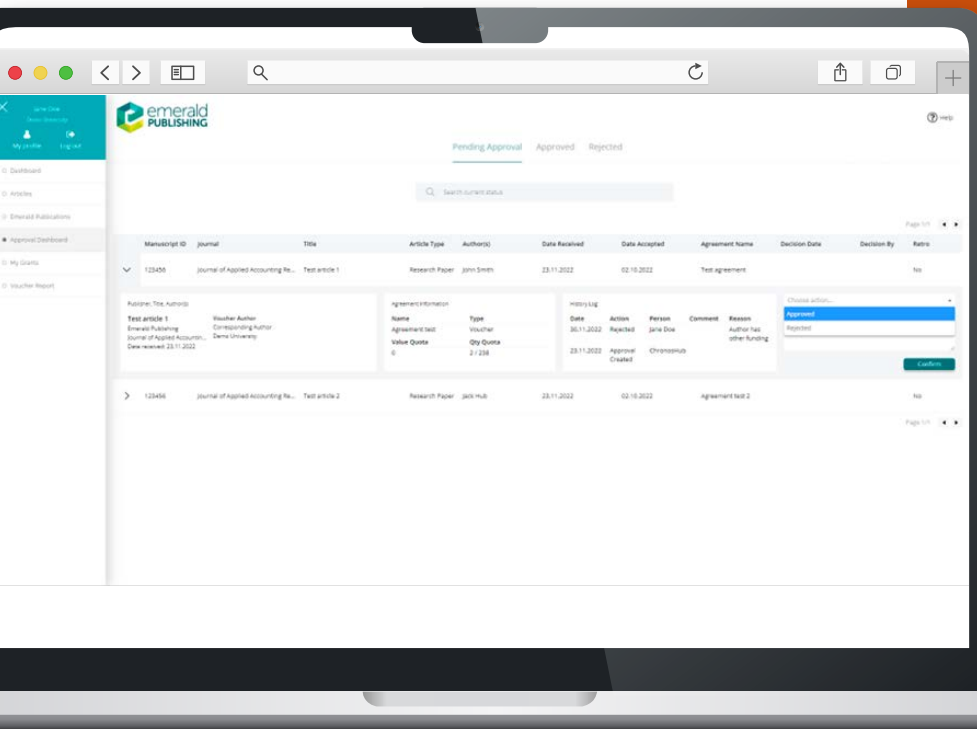 Jane Doe
Demo University
My profile
Log out
Dashboard
Articles
Emerald Publications
Approval Dashboard
My Grants
Voucher Report
emerald
PUBLISHING
Help
Pending Approval Approved Rejected
Search current status
Page 1/1
Manuscript ID Journal Title Article Type Author(s) Date Received Date Accepted Agreement Name Decision Date Decision By Retro
123456 Journal of Applied Accounting Re... Test article 1 Research Paper John Smith 23.11.2022 02.10.2022 Test agreement No
Publisher, Title, Author(s)
Test article 1
Emerald Publishing
Journal of Applied Accountin...
Date received: 23.11.2022
Voucher Author
Corresponding Author
Demo University
Agreement Information
Name Type
Agreement test Voucher
Value Quota Qty Quota
0 2 / 238
History Log
Date Action Person Comment Reason
30.11.2022 Rejected Jane Doe Author has
other funding
23.11.2022 Approval ChronosHub
Created
Choose action...
Approved
Rejected
Confirm
123456 Journal of Applied Accounting Re... Test article 2 Research Paper Jack Hub 23.11.2022 02.10.2022 Agreement test 2 No
Page 1/1